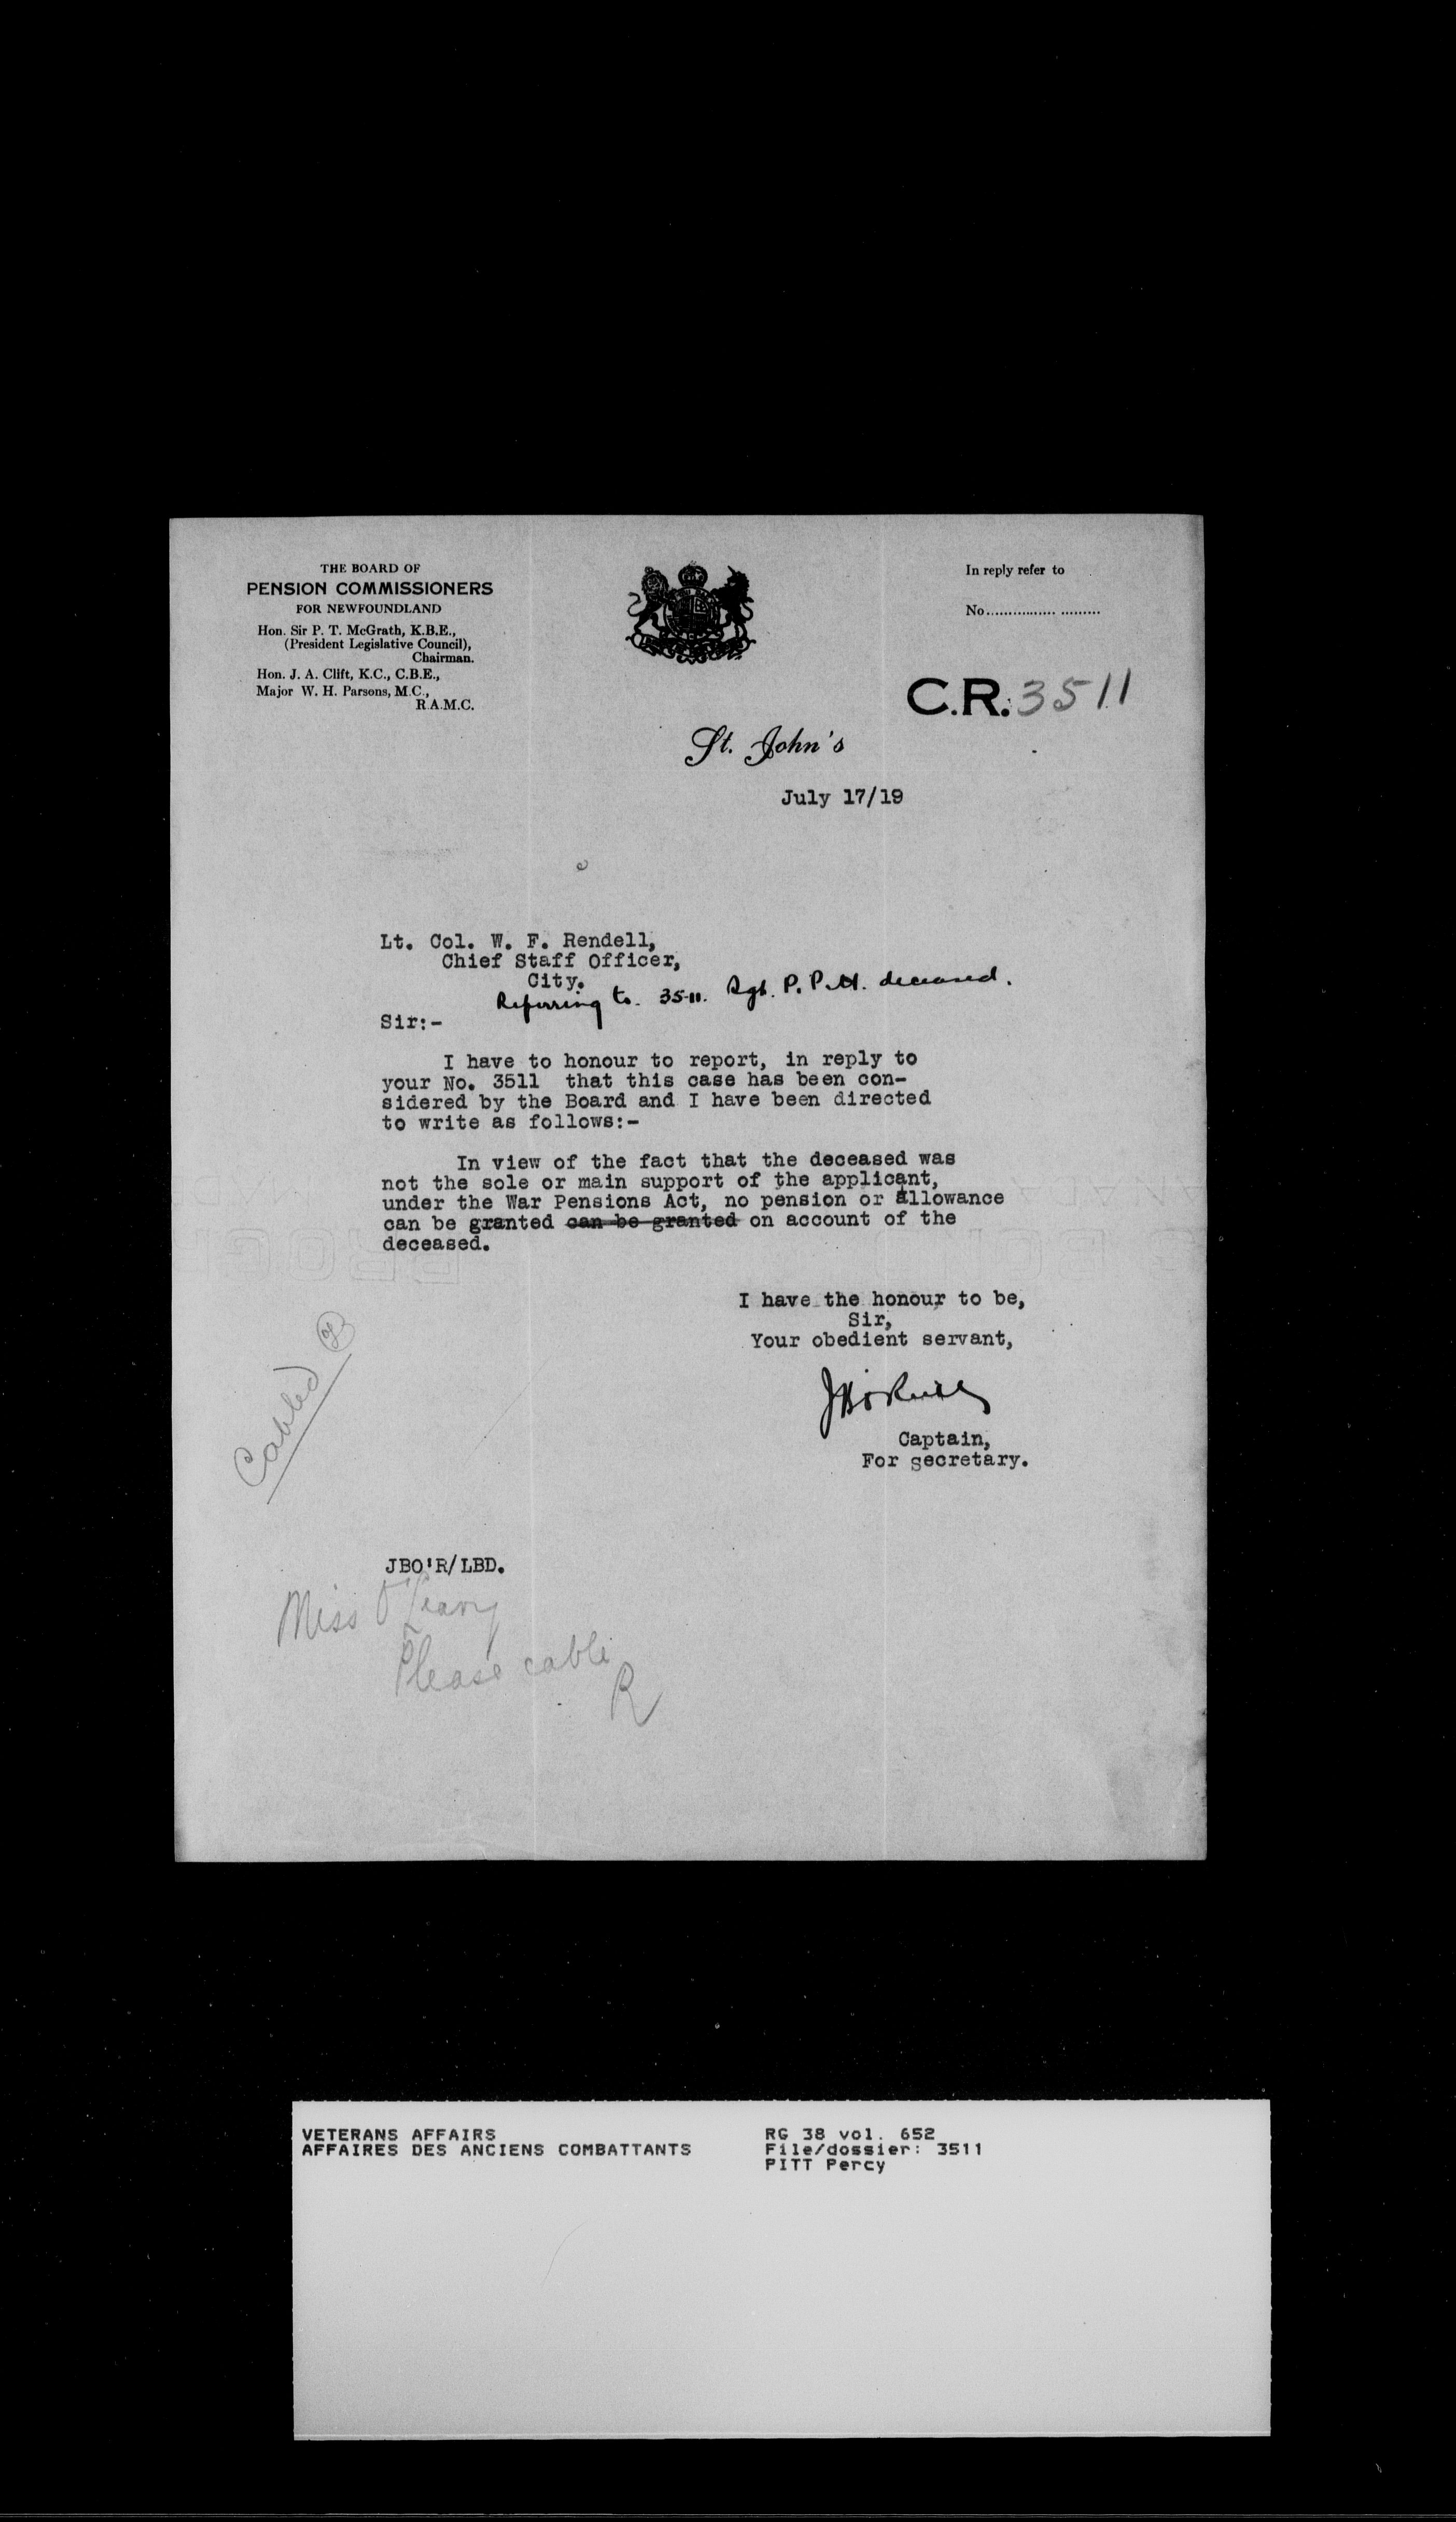 THE BOARD OF
PENSION COMMISSIONERS
FOR NEWFOUNDLAND
Hon. Sir P. T. McGrath, K.B.E.,
(President Legislative Council),
Chairman.
Hon. J. A. Clift, K.C., C.B.E.,
Major W. H. Parsons, M.C.,
R.A.M.C.
In reply refer to
No.........................
C.R. 3511
St. John's
July 17/19
Lt. Col. W. F. Rendell,
Chief Staff Officer,
City.
Referring to. 3511. Sgt. P. Pitt. deceased.
Sir:-
I have to honour to report, in reply to
your No. 3511 that this case has been con-
sidered by the Board and I have been directed
to write as follows:-
In view of the fact that the deceased was
not the sole or main support of the applicant,
under the War Pensions Act, no pension or allowance
can be granted can be granted on account of the
deceased.
I have the honour to be,
Sir,
Your obedient servant,
Captain,
For secretary.
Cabled
JBO'R/LBD.
Miss O'Leary
Please cable
R
VETERANS AFFAIRS
AFFAIRES DES ANCIENS COMBATTANTS
RG 38 vol. 652
File/dossier: 3511
PITT Percy